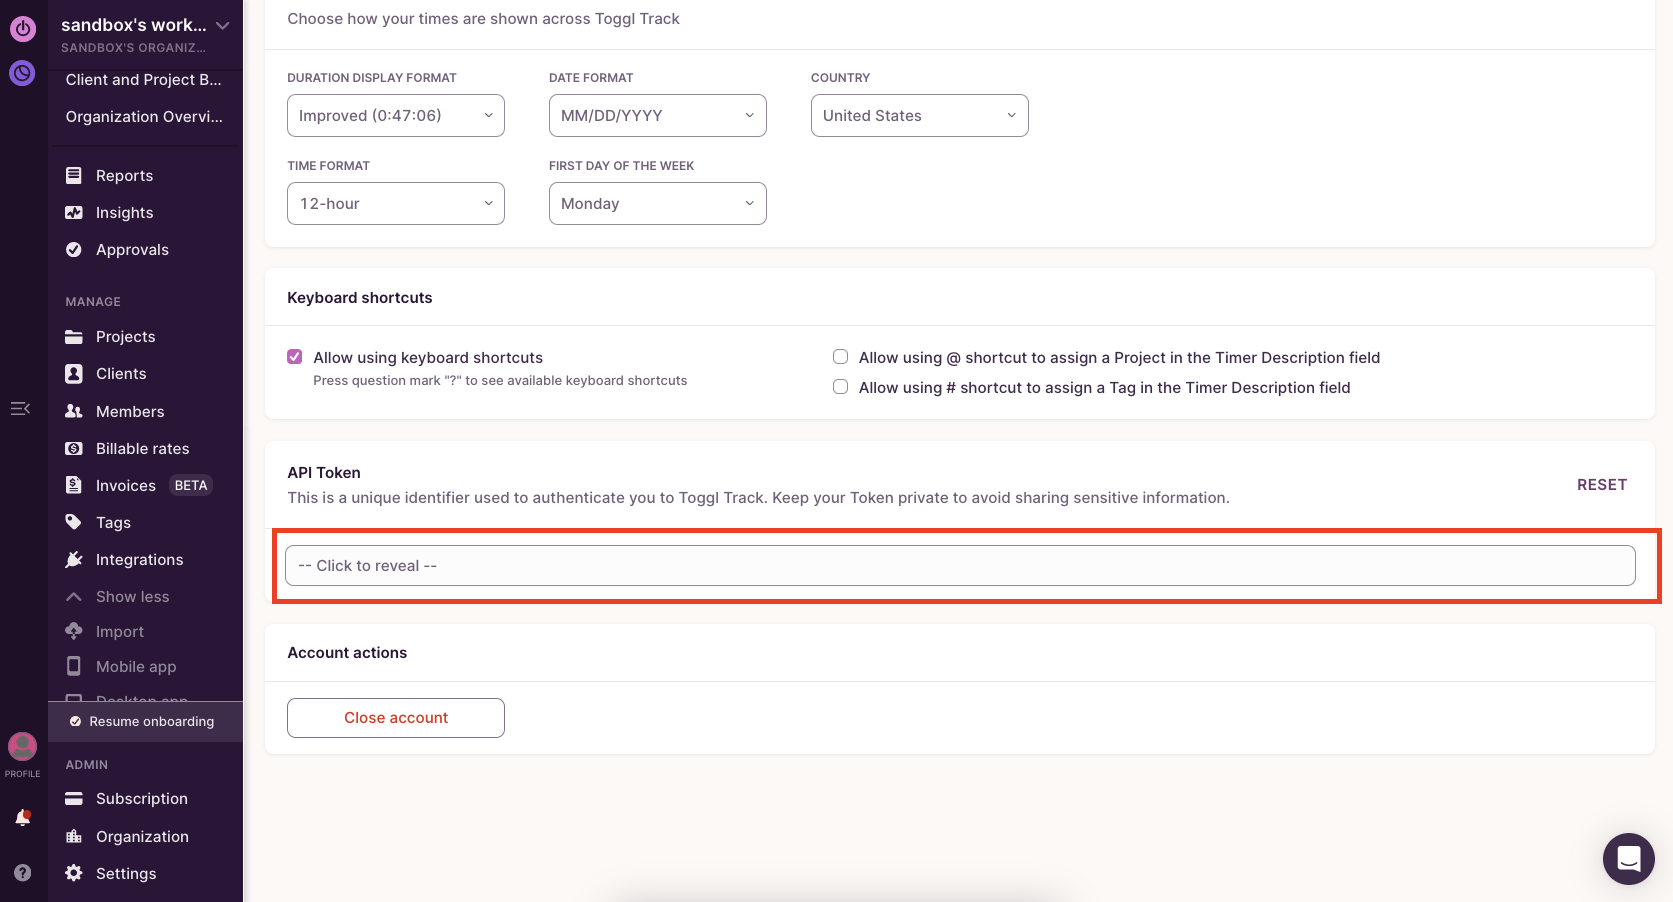 sandbox's work...
SANDBOX'S ORGANIZ...
Client and Project B...
Organization Overvi...
Reports
Insights
Approvals
MANAGE
Projects
Clients
Members
Billable rates
Invoices BETA
Tags
Integrations
Show less
Import
Mobile app
Desktop app
Resume onboarding
ADMIN
Subscription
Organization
Settings
PROFILE
Choose how your times are shown across Toggl Track
DURATION DISPLAY FORMAT
Improved (0:47:06)
DATE FORMAT
MM/DD/YYYY
COUNTRY
United States
TIME FORMAT
12-hour
FIRST DAY OF THE WEEK
Monday
Keyboard shortcuts
Allow using keyboard shortcuts
Press question mark "?" to see available keyboard shortcuts
Allow using @ shortcut to assign a Project in the Timer Description field
Allow using # shortcut to assign a Tag in the Timer Description field
API Token
This is a unique identifier used to authenticate you to Toggl Track. Keep your Token private to avoid sharing sensitive information.
RESET
-- Click to reveal --
Account actions
Close account